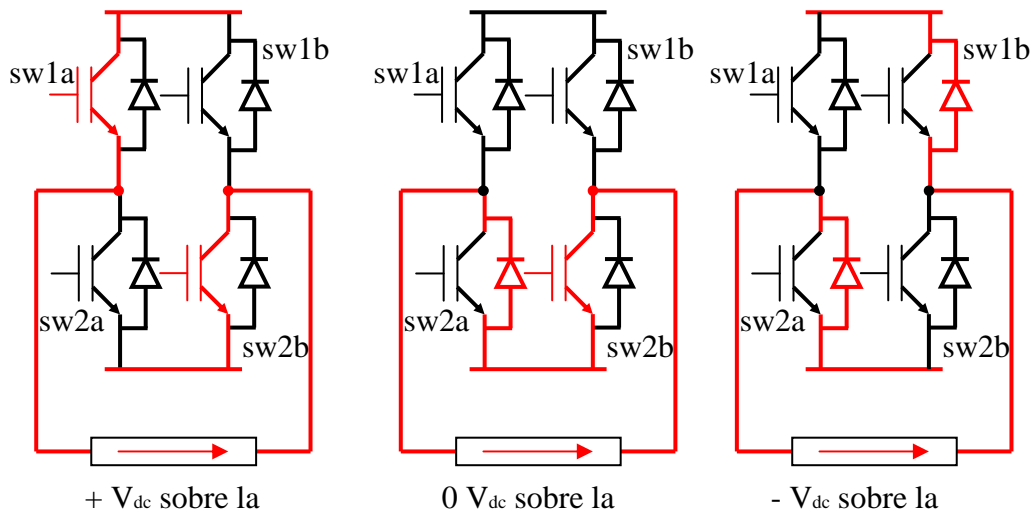 sw1a
sw1b
sw2a
sw2b
+ Vdc sobre la
sw1a
sw1b
sw2a
sw2b
0 Vdc sobre la
sw1a
sw1b
sw2a
sw2b
- Vdc sobre la